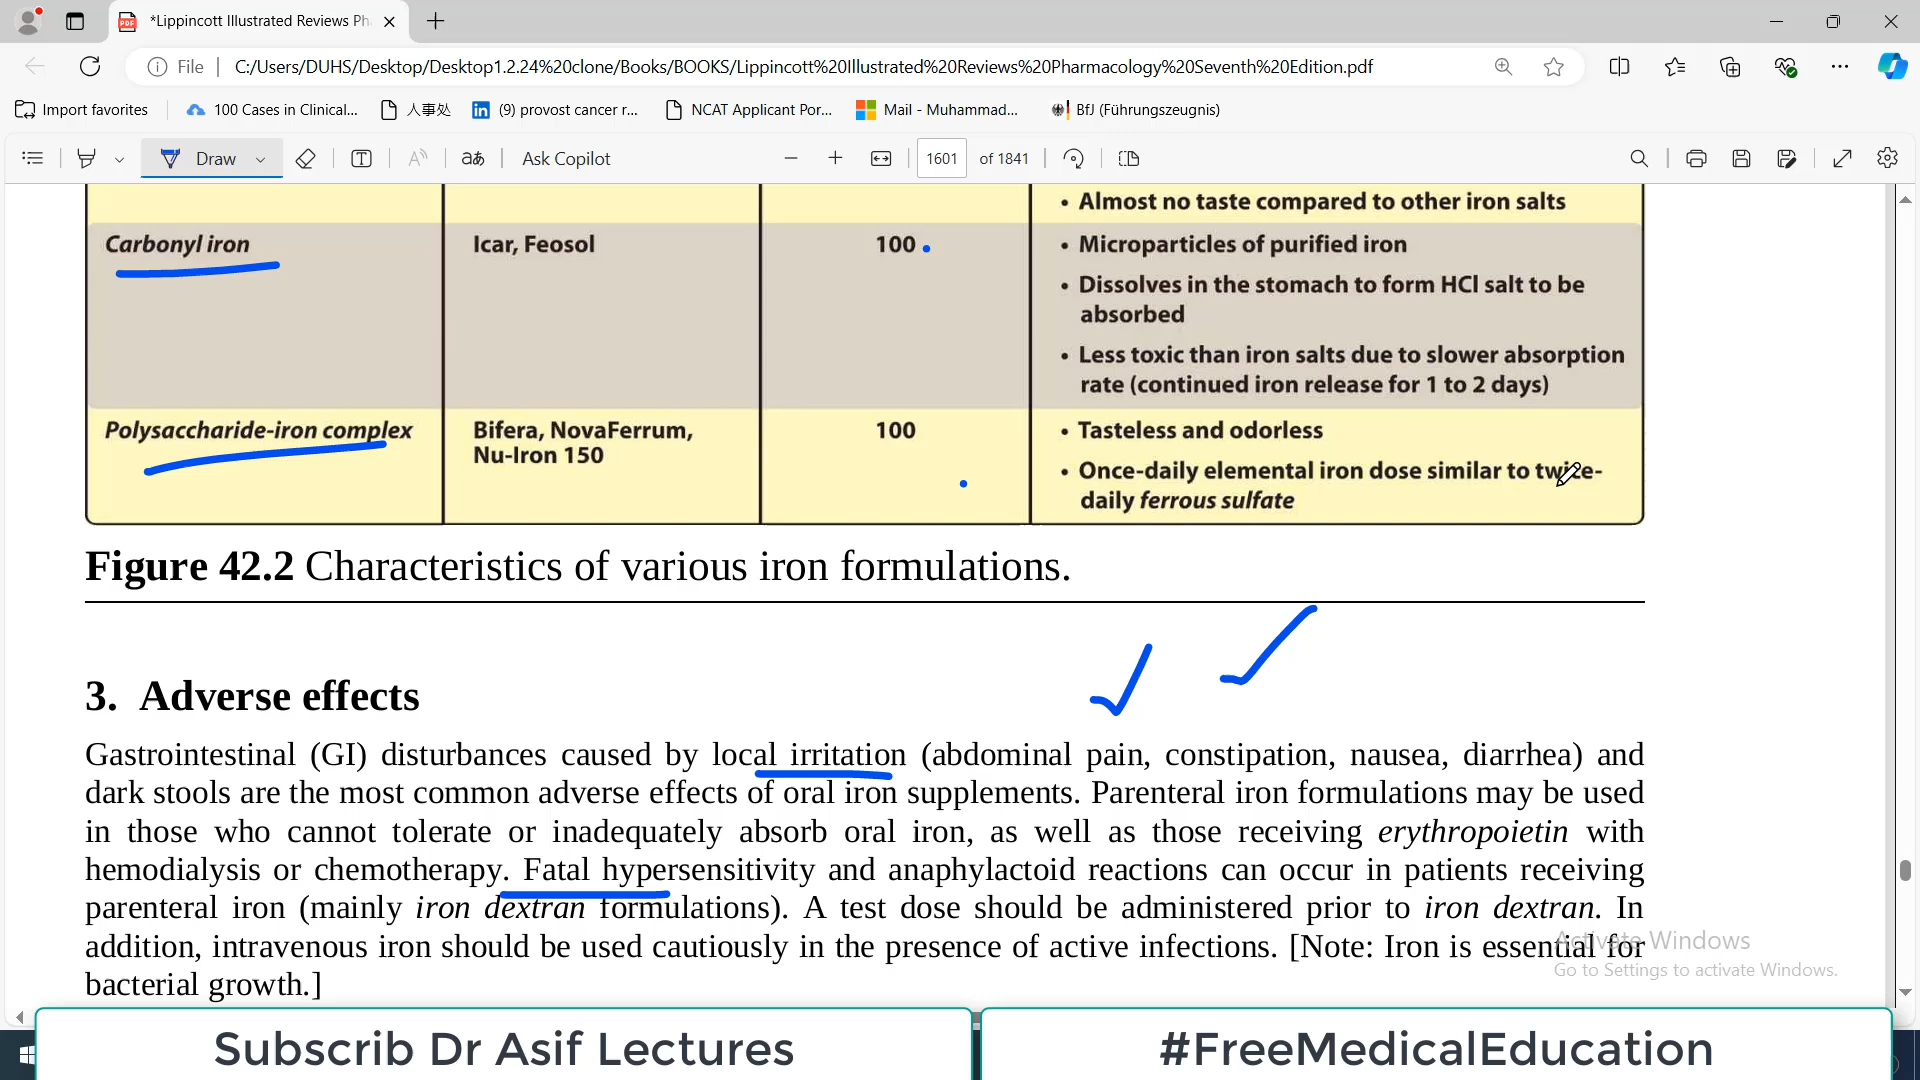 *Lippincott Illustrated Reviews Ph
File
C:/Users/DUHS/Desktop/Desktop1.2.24%20clone/Books/BOOKS/Lippincott%20Illustrated%20Reviews%20Pharmacology%20Seventh%20Edition.pdf
Import favorites
100 Cases in Clinical...
人事处
(9) provost cancer r...
NCAT Applicant Por...
Mail - Muhammad...
BfJ (Führungszeugnis)
Draw
Ask Copilot
1601 of 1841
• Almost no taste compared to other iron salts
Carbonyl iron
Icar, Feosol
100
• Microparticles of purified iron
• Dissolves in the stomach to form HCl salt to be
absorbed
• Less toxic than iron salts due to slower absorption
rate (continued iron release for 1 to 2 days)
Polysaccharide-iron complex
Bifera, NovaFerrum,
Nu-Iron 150
100
• Tasteless and odorless
• Once-daily elemental iron dose similar to twice-
daily ferrous sulfate
Figure 42.2 Characteristics of various iron formulations.
3. Adverse effects
Gastrointestinal (GI) disturbances caused by local irritation (abdominal pain, constipation, nausea, diarrhea) and
dark stools are the most common adverse effects of oral iron supplements. Parenteral iron formulations may be used
in those who cannot tolerate or inadequately absorb oral iron, as well as those receiving erythropoietin with
hemodialysis or chemotherapy. Fatal hypersensitivity and anaphylactoid reactions can occur in patients receiving
parenteral iron (mainly iron dextran formulations). A test dose should be administered prior to iron dextran. In
addition, intravenous iron should be used cautiously in the presence of active infections. [Note: Iron is essential for
bacterial growth.]
Activate Windows
Go to Settings to activate Windows.
Subscrib Dr Asif Lectures
#FreeMedicalEducation